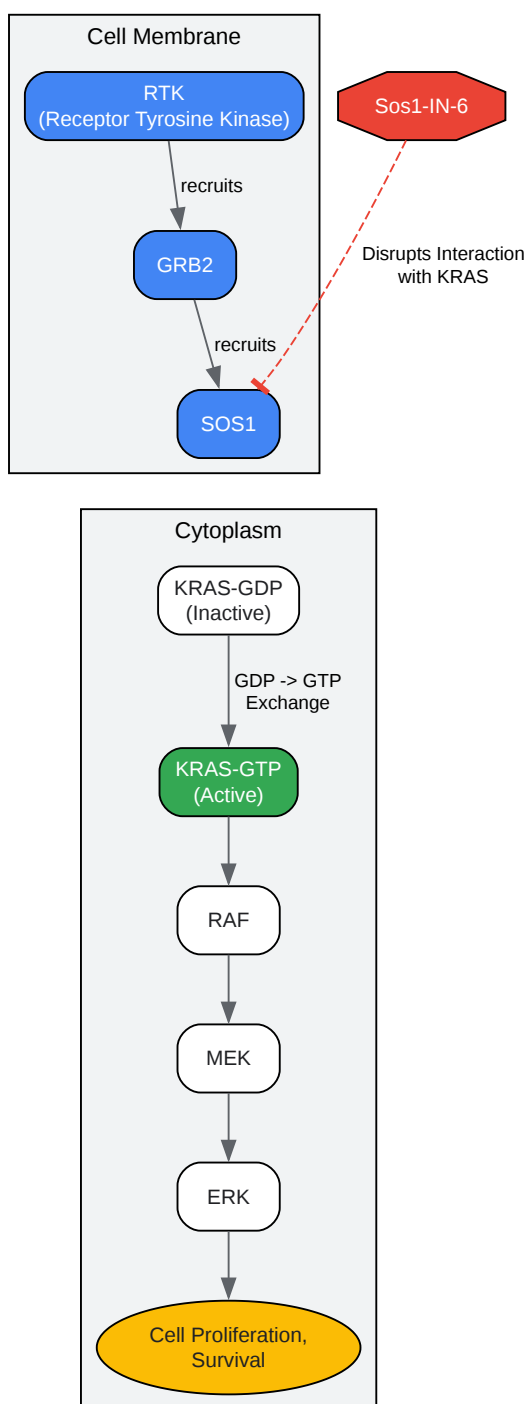 Cell Membrane
RTK
(Receptor Tyrosine Kinase)
Sos1-IN-6
recruits
GRB2
Disrupts Interaction
with KRAS
recruits
SOS1
Cytoplasm
KRAS-GDP
(Inactive)
GDP -> GTP
Exchange
KRAS-GTP
(Active)
RAF
MEK
ERK
Cell Proliferation,
Survival